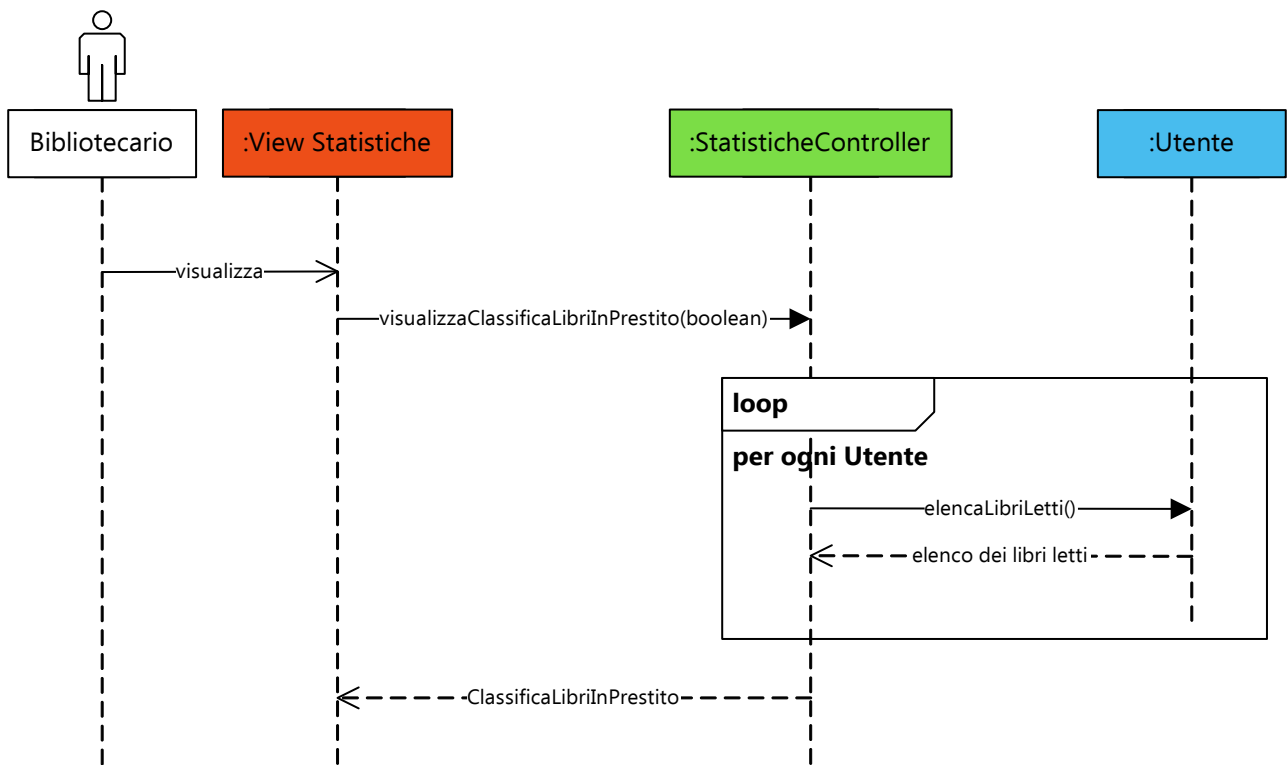 Bibliotecario
:View Statistiche
:StatisticheController
:Utente
visualizza
visualizzaClassificaLibriInPrestito(boolean)
loop
per ogni Utente
elencaLibriLetti()
elenco dei libri letti
ClassificaLibriInPrestito